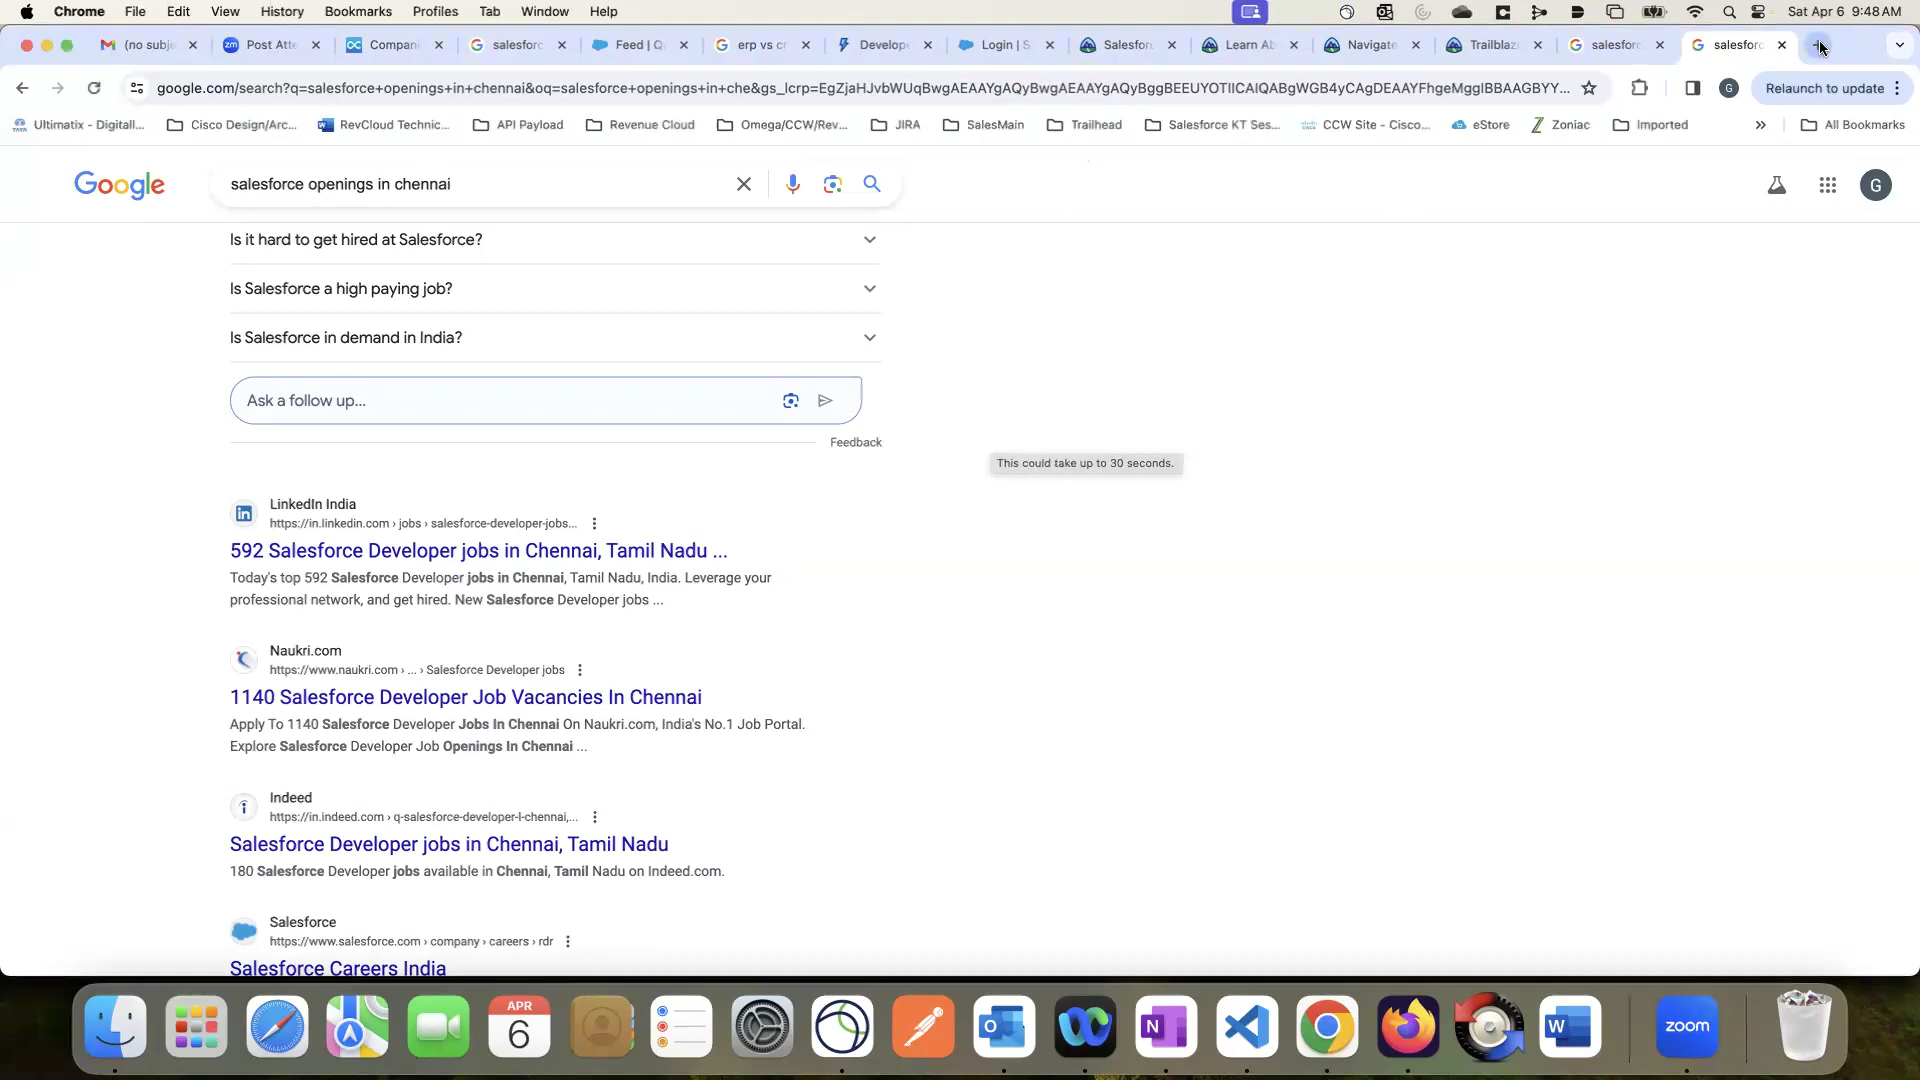 Chrome File Edit View History Bookmarks Profiles Tab Window Help Sat Apr 6 9:48 AM
(no subje Post Atte Compani salesforc Feed | Q erp vs cr Develope Login | S Salesfor Learn Ab Navigate Trailblaz salesforc salesforc
google.com/search?q=salesforce+openings+in+chennai&oq=salesforce+openings+in+che&gs_lcrp=EgZjaHJvbWUqBwgAEAAYgAQyBwgAEAAYgAQyBggBEEUYOTIICAIQABgWGB4yCAgDEAAYFhgeMggIBBAAGBYY... G Relaunch to update
Ultimatix - Digitall... Cisco Design/Arc... RevCloud Technic... API Payload Revenue Cloud Omega/CCW/Rev... JIRA SalesMain Trailhead Salesforce KT Ses... CCW Site - Cisco... eStore Zoniac Imported » All Bookmarks
Google salesforce openings in chennai G
Is it hard to get hired at Salesforce?
Is Salesforce a high paying job?
Is Salesforce in demand in India?
Ask a follow up...
Feedback
This could take up to 30 seconds.
LinkedIn India
https://in.linkedin.com › jobs › salesforce-developer-jobs...
592 Salesforce Developer jobs in Chennai, Tamil Nadu ...
Today's top 592 Salesforce Developer jobs in Chennai, Tamil Nadu, India. Leverage your
professional network, and get hired. New Salesforce Developer jobs ...
Naukri.com
https://www.naukri.com › ... › Salesforce Developer jobs
1140 Salesforce Developer Job Vacancies In Chennai
Apply To 1140 Salesforce Developer Jobs In Chennai On Naukri.com, India's No.1 Job Portal.
Explore Salesforce Developer Job Openings In Chennai ...
Indeed
https://in.indeed.com › q-salesforce-developer-l-chennai,...
Salesforce Developer jobs in Chennai, Tamil Nadu
180 Salesforce Developer jobs available in Chennai, Tamil Nadu on Indeed.com.
Salesforce
https://www.salesforce.com › company › careers › rdr
Salesforce Careers India
APR
6
zoom